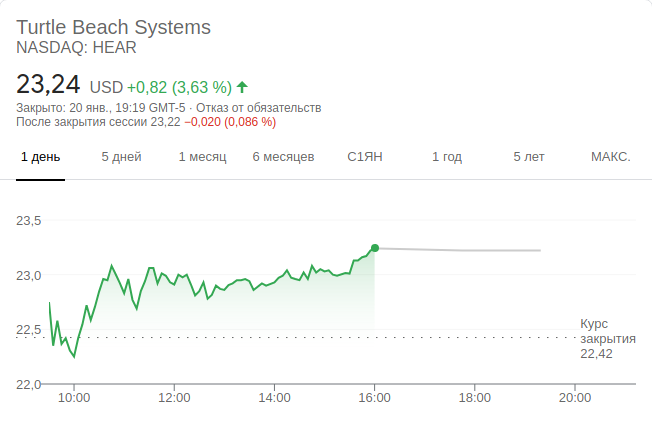 Turtle Beach Systems
NASDAQ: HEAR
23,24 USD +0,82 (3,63 %)
Закрыто: 20 янв., 19:19 GMT-5 · Отказ от обязательств
После закрытия сессии 23,22 −0,020 (0,086 %)
1 день 5 дней 1 месяц 6 месяцев С1ЯН 1 год 5 лет МАКС.
23,5
23,0
22,5
Курс
закрытия
22,42
22,0
10:00 12:00 14:00 16:00 18:00 20:00